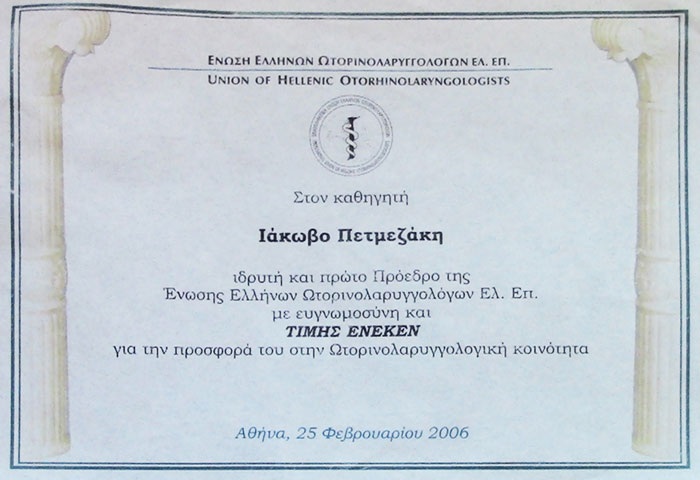 ΕΝΩΣΗ ΕΛΛΗΝΩΝ ΩΤΟΡΙΝΟΛΑΡΥΓΓΟΛΟΓΩΝ ΕΛ. ΕΠ.
UNION OF HELLENIC OTORHINOLARYNGOLOGISTS
Στον καθηγητή
Ιάκωβο Πετμεζάκη
ιδρυτή και πρώτο Πρόεδρο της
Ένωσης Ελλήνων Ωτορινολαρυγγολόγων Ελ. Επ.
με ευγνωμοσύνη και
ΤΙΜΗΣ ΕΝΕΚΕΝ
για την προσφορά του στην Ωτορινολαρυγγολογική κοινότητα
Αθήνα, 25 Φεβρουαρίου 2006